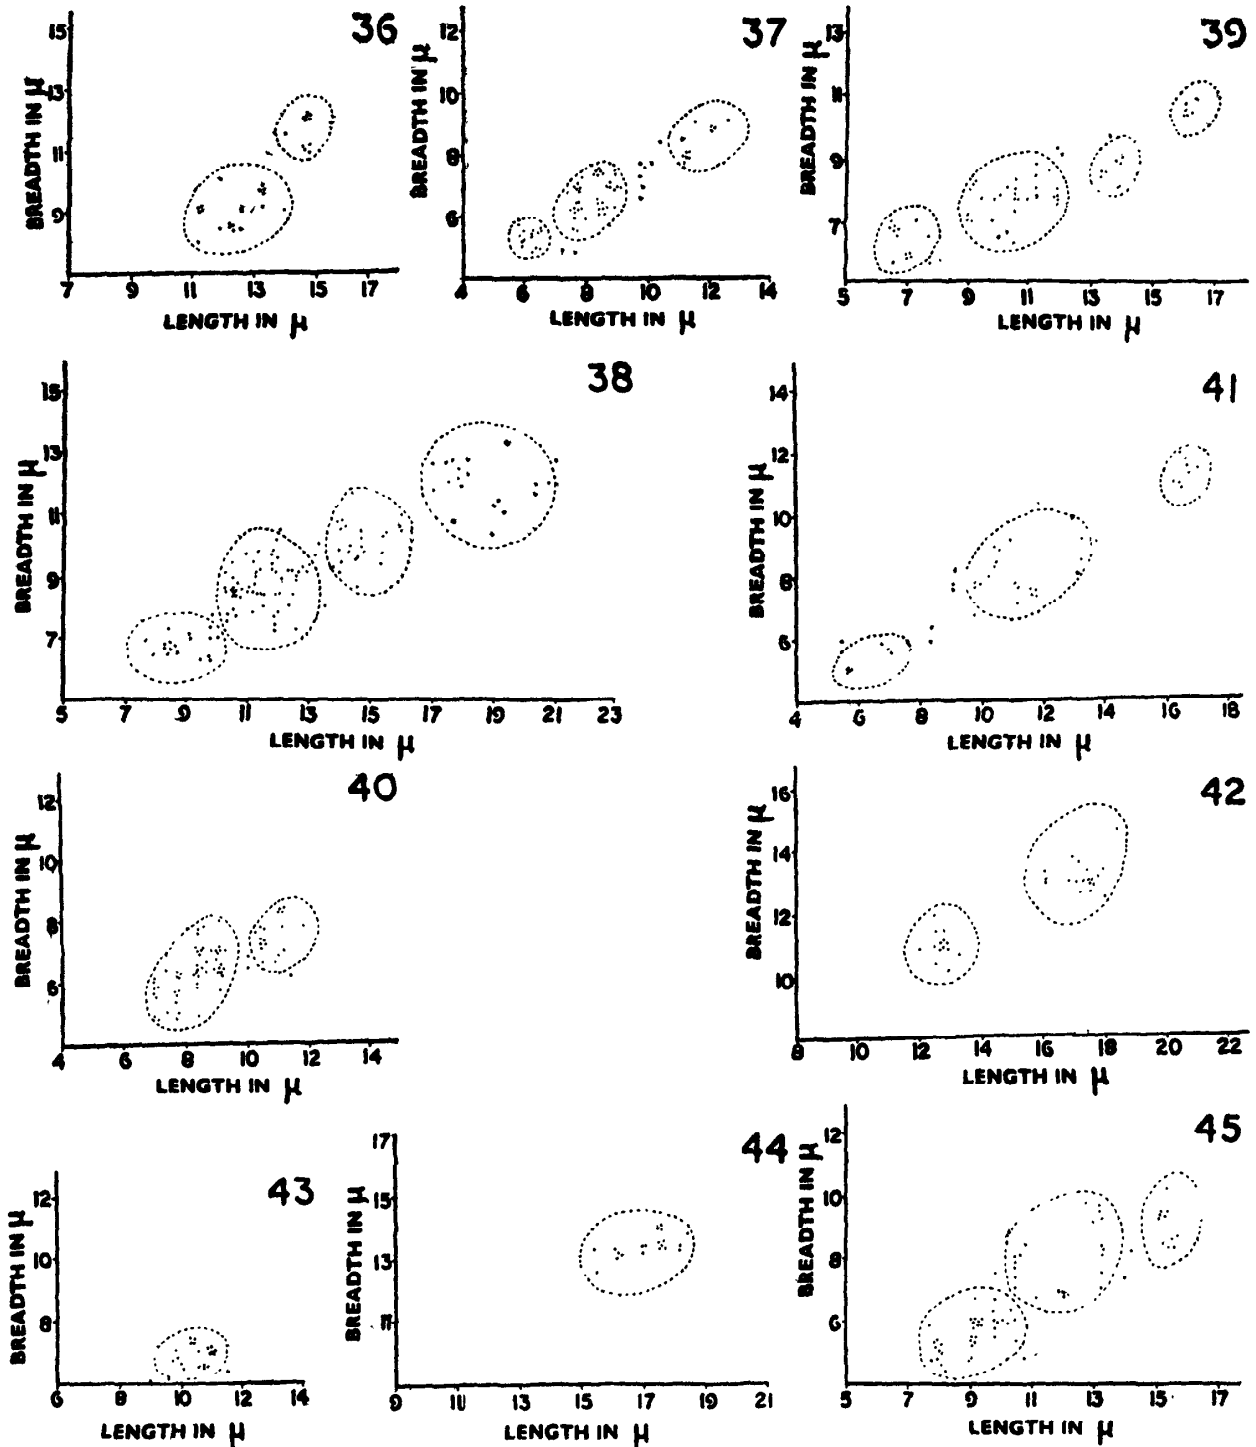 36
15
13
11
9
BREADTH IN μ
7 9 11 13 15 17
LENGTH IN μ
37
12
10
8
6
BREADTH IN μ
4 6 8 10 12 14
LENGTH IN μ
39
13
11
9
7
BREADTH IN μ
5 7 9 11 13 15 17
LENGTH IN μ
38
15
13
11
9
7
BREADTH IN μ
5 7 9 11 13 15 17 19 21 23
LENGTH IN μ
41
14
12
10
8
6
BREADTH IN μ
4 6 8 10 12 14 16 18
LENGTH IN μ
40
12
10
8
6
BREADTH IN μ
4 6 8 10 12 14
LENGTH IN μ
42
16
14
12
10
BREADTH IN μ
8 10 12 14 16 18 20 22
LENGTH IN μ
43
12
10
8
BREADTH IN μ
6 8 10 12 14
LENGTH IN μ
44
17
15
13
11
BREADTH IN μ
9 11 13 15 17 19 21
LENGTH IN μ
45
12
10
8
6
BREADTH IN μ
5 7 9 11 13 15 17
LENGTH IN μ